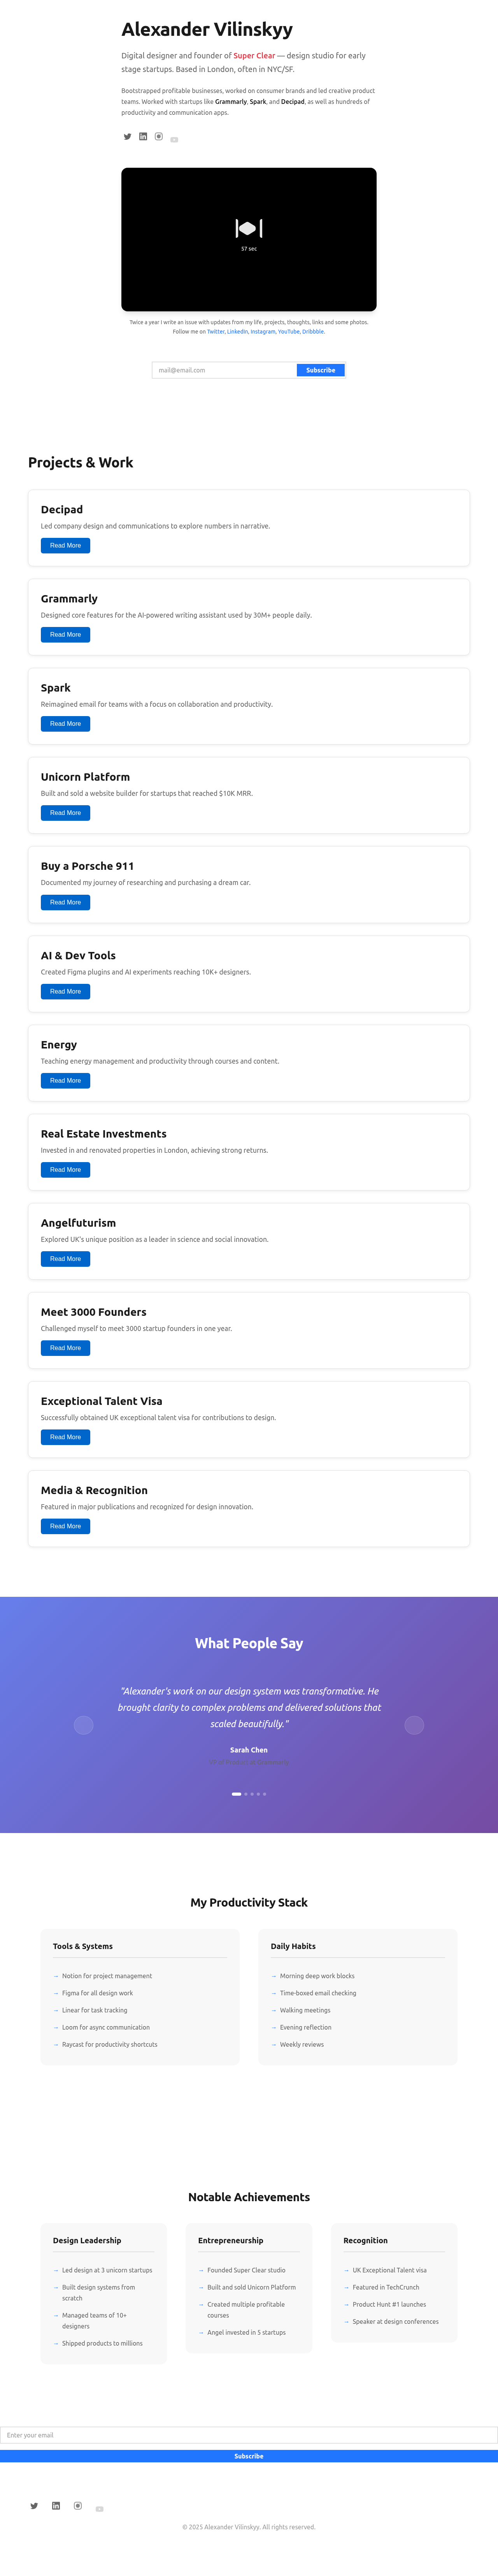 Alexander Vilinskyy
Digital designer and founder of Super Clear — design studio for early
stage startups. Based in London, often in NYC/SF.
Bootstrapped profitable businesses, worked on consumer brands and led creative product
teams. Worked with startups like Grammarly, Spark, and Decipad, as well as hundreds of
productivity and communication apps.
57 sec
Twice a year I write an issue with updates from my life, projects, thoughts, links and some photos.
Follow me on Twitter, LinkedIn, Instagram, YouTube, Dribbble.
mail@email.com
Subscribe
Projects & Work
Decipad
Led company design and communications to explore numbers in narrative.
Read More
Grammarly
Designed core features for the AI-powered writing assistant used by 30M+ people daily.
Read More
Spark
Reimagined email for teams with a focus on collaboration and productivity.
Read More
Unicorn Platform
Built and sold a website builder for startups that reached $10K MRR.
Read More
Buy a Porsche 911
Documented my journey of researching and purchasing a dream car.
Read More
AI & Dev Tools
Created Figma plugins and AI experiments reaching 10K+ designers.
Read More
Energy
Teaching energy management and productivity through courses and content.
Read More
Real Estate Investments
Invested in and renovated properties in London, achieving strong returns.
Read More
Angelfuturism
Explored UK's unique position as a leader in science and social innovation.
Read More
Meet 3000 Founders
Challenged myself to meet 3000 startup founders in one year.
Read More
Exceptional Talent Visa
Successfully obtained UK exceptional talent visa for contributions to design.
Read More
Media & Recognition
Featured in major publications and recognized for design innovation.
Read More
What People Say
"Alexander's work on our design system was transformative. He
brought clarity to complex problems and delivered solutions that
scaled beautifully."
Sarah Chen
My Productivity Stack
Tools & Systems
→ Notion for project management
→ Figma for all design work
→ Linear for task tracking
→ Loom for async communication
→ Raycast for productivity shortcuts
Daily Habits
→ Morning deep work blocks
→ Time-boxed email checking
→ Walking meetings
→ Evening reflection
→ Weekly reviews
Notable Achievements
Design Leadership
→ Led design at 3 unicorn startups
→ Built design systems from
scratch
→ Managed teams of 10+
designers
→ Shipped products to millions
Entrepreneurship
→ Founded Super Clear studio
→ Built and sold Unicorn Platform
→ Created multiple profitable
courses
→ Angel invested in 5 startups
Recognition
→ UK Exceptional Talent visa
→ Featured in TechCrunch
→ Product Hunt #1 launches
→ Speaker at design conferences
Enter your email
Subscribe
© 2025 Alexander Vilinskyy. All rights reserved.